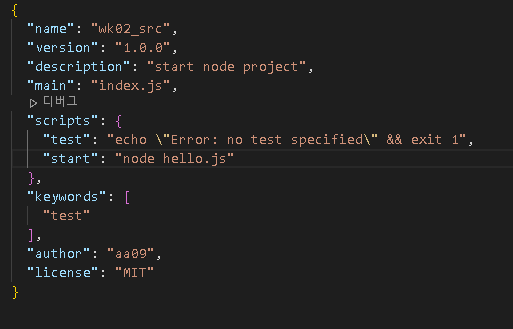 {
"name": "wk02_src",
"version": "1.0.0",
"description": "start node project",
"main": "index.js",
▷ 디버그
"scripts": {
"test": "echo \"Error: no test specified\" && exit 1",
"start": "node hello.js"
},
"keywords": [
"test"
],
"author": "aa09",
"license": "MIT"
}